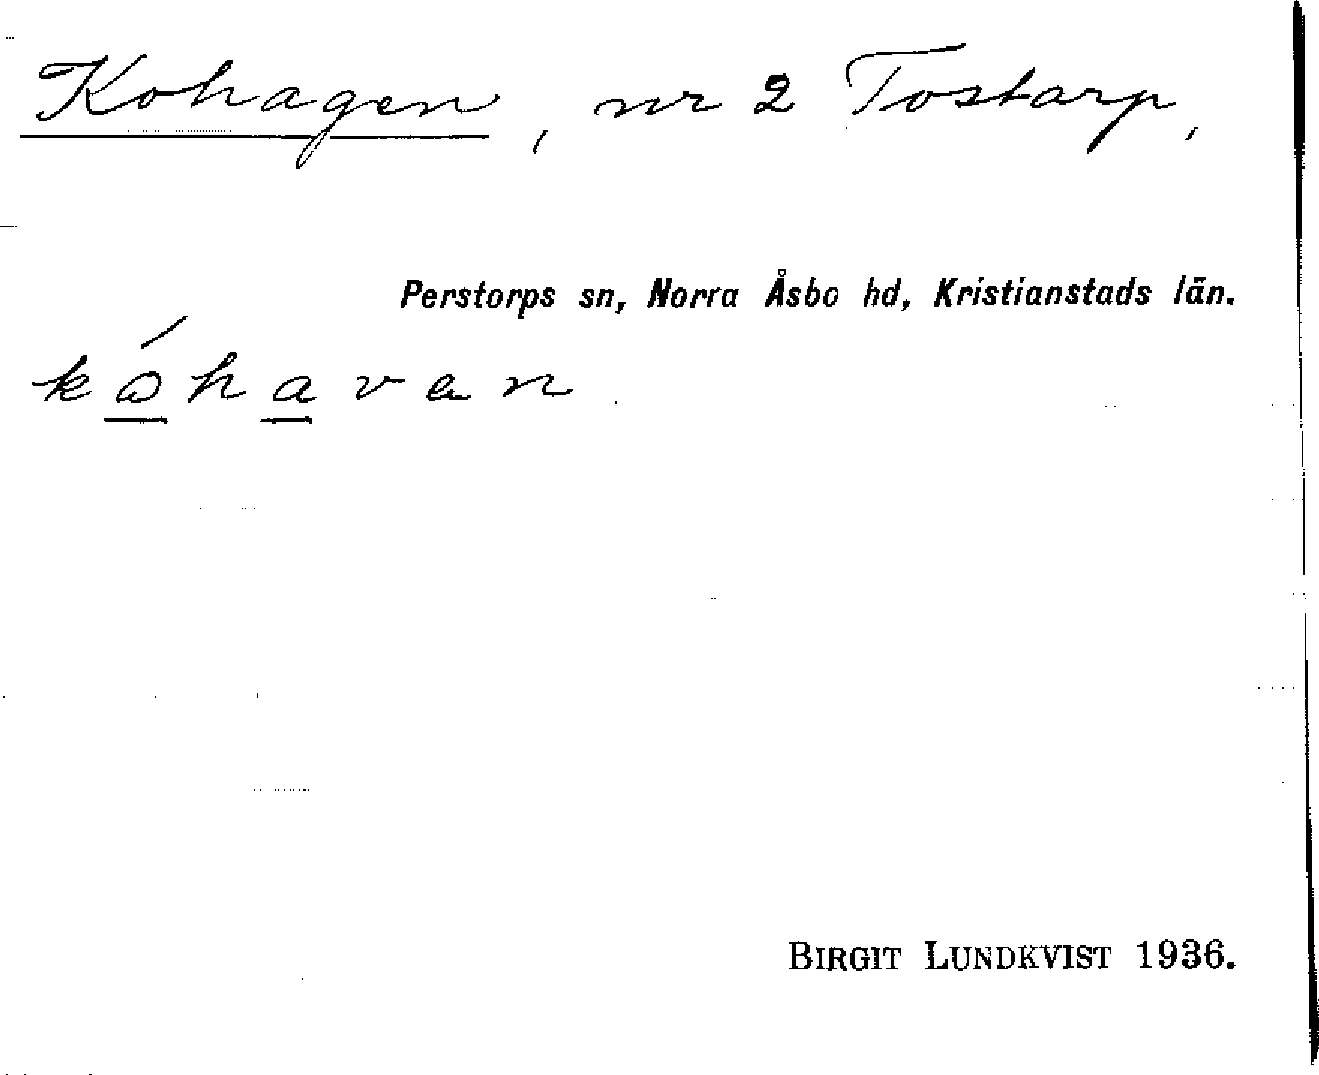 Kohagen, nr 2 Tostarp,
Perstorps sn, Norra Åsbo hd, Kristianstads län.
kóhavan
BIRGIT LUNDKVIST 1936.